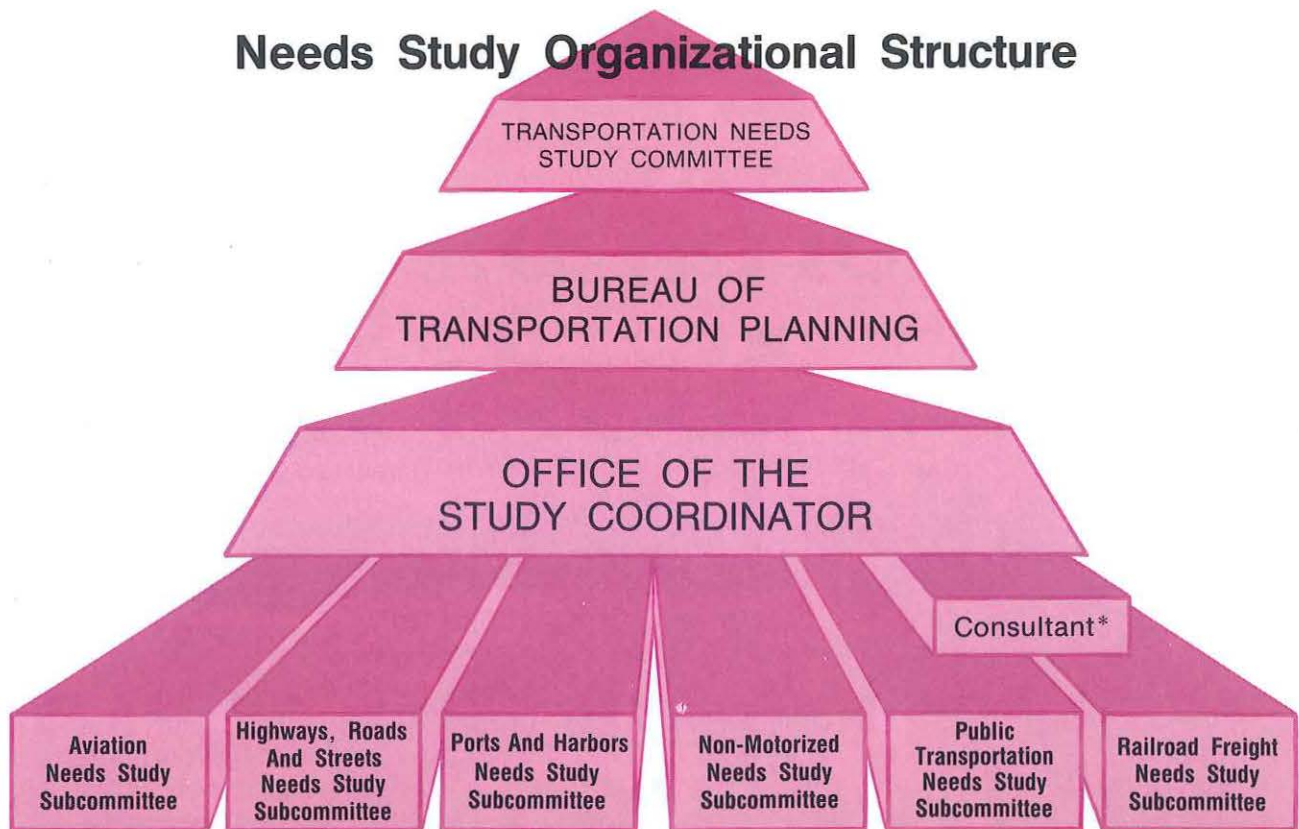 Needs Study Organizational Structure
TRANSPORTATION NEEDS
STUDY COMMITTEE
BUREAU OF
TRANSPORTATION PLANNING
OFFICE OF THE
STUDY COORDINATOR
Consultant*
Aviation
Needs Study
Subcommittee
Highways, Roads
And Streets
Needs Study
Subcommittee
Ports And Harbors
Needs Study
Subcommittee
Non-Motorized
Needs Study
Subcommittee
Public
Transportation
Needs Study
Subcommittee
Railroad Freight
Needs Study
Subcommittee